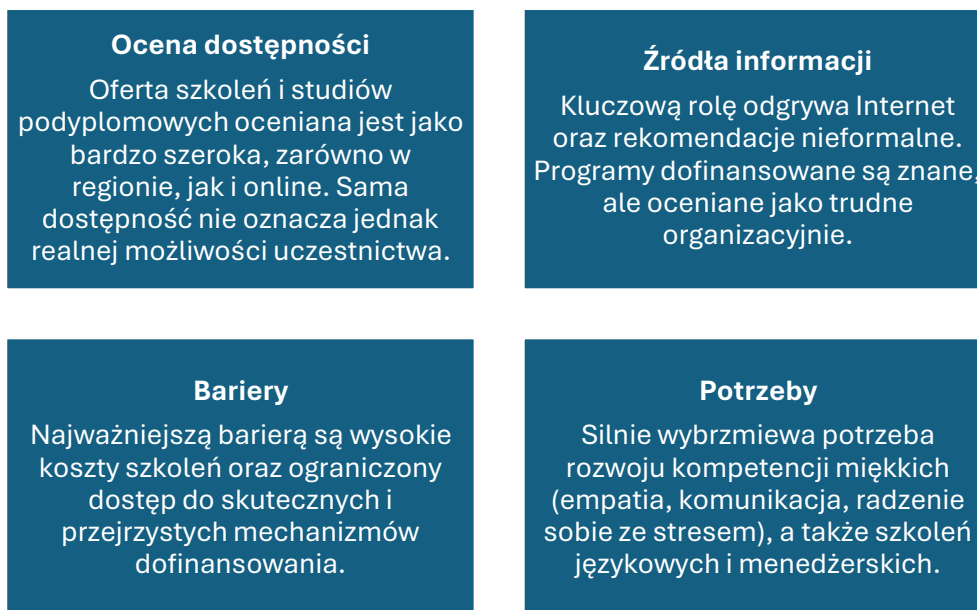 Ocena dostępności
Oferta szkoleń i studiów
podyplomowych oceniana jest jako
bardzo szeroka, zarówno w
regionie, jak i online. Sama
dostępność nie oznacza jednak
realnej możliwości uczestnictwa.
Źródła informacji
Kluczową rolę odgrywa Internet
oraz rekomendacje nieformalne.
Programy dofinansowane są znane,
ale oceniane jako trudne
organizacyjnie.
Bariery
Najważniejszą barierą są wysokie
koszty szkoleń oraz ograniczony
dostęp do skutecznych i
przejrzystych mechanizmów
dofinansowania.
Potrzeby
Silnie wybrzmiewa potrzeba
rozwoju kompetencji miękkich
(empatia, komunikacja, radzenie
sobie ze stresem), a także szkoleń
językowych i menedżerskich.